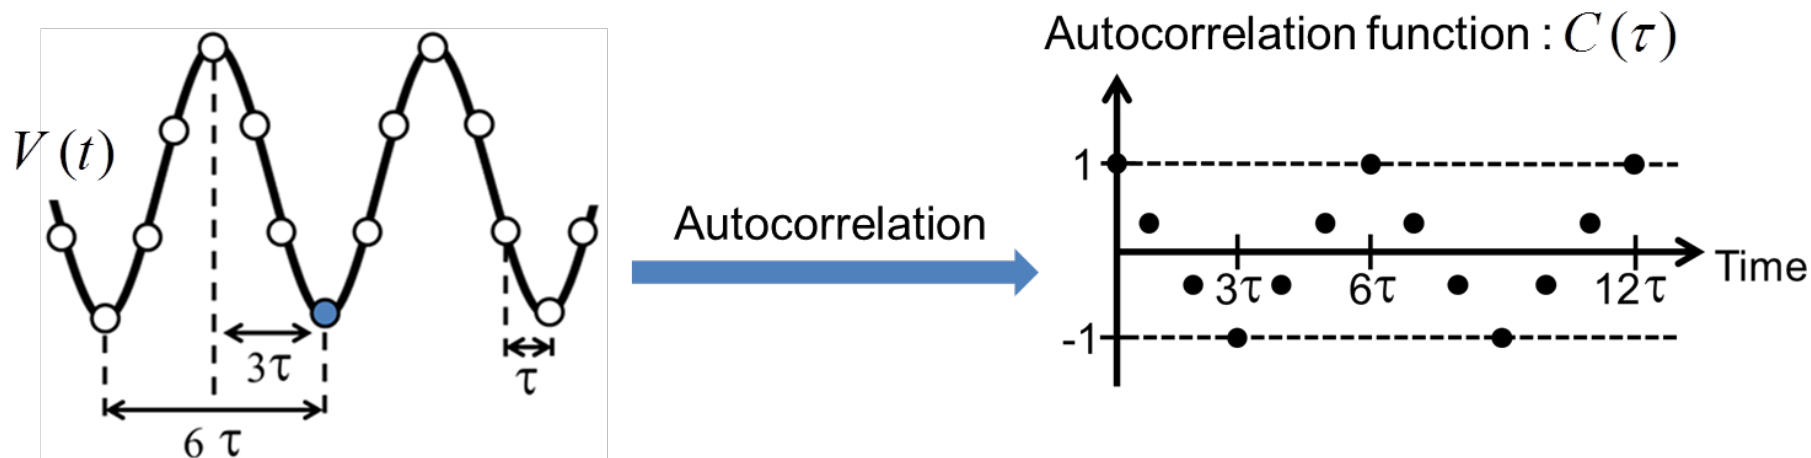 V(t)
3τ
τ
6 τ
Autocorrelation
Autocorrelation function : C(τ)
1
3τ
6τ
12τ
Time
-1